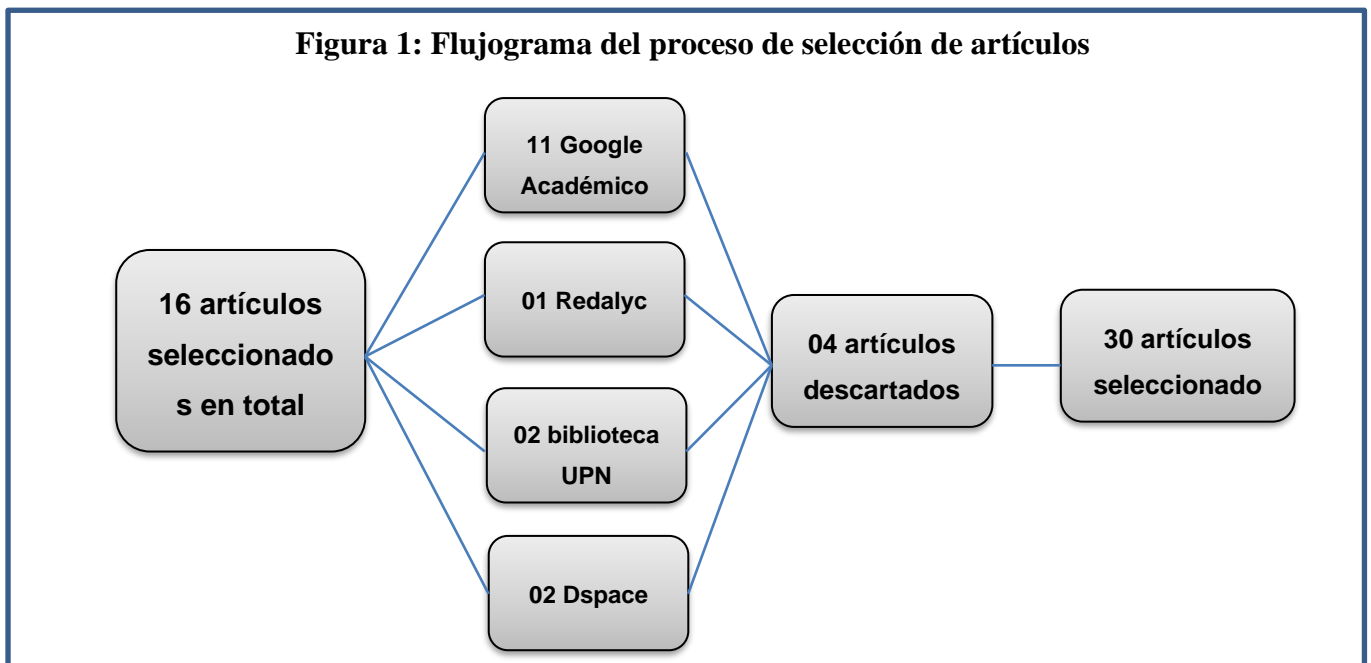 Figura 1: Flujograma del proceso de selección de artículos
16 artículos
seleccionado
s en total
11 Google
Académico
01 Redalyc
02 biblioteca
UPN
02 Dspace
04 artículos
descartados
30 artículos
seleccionado